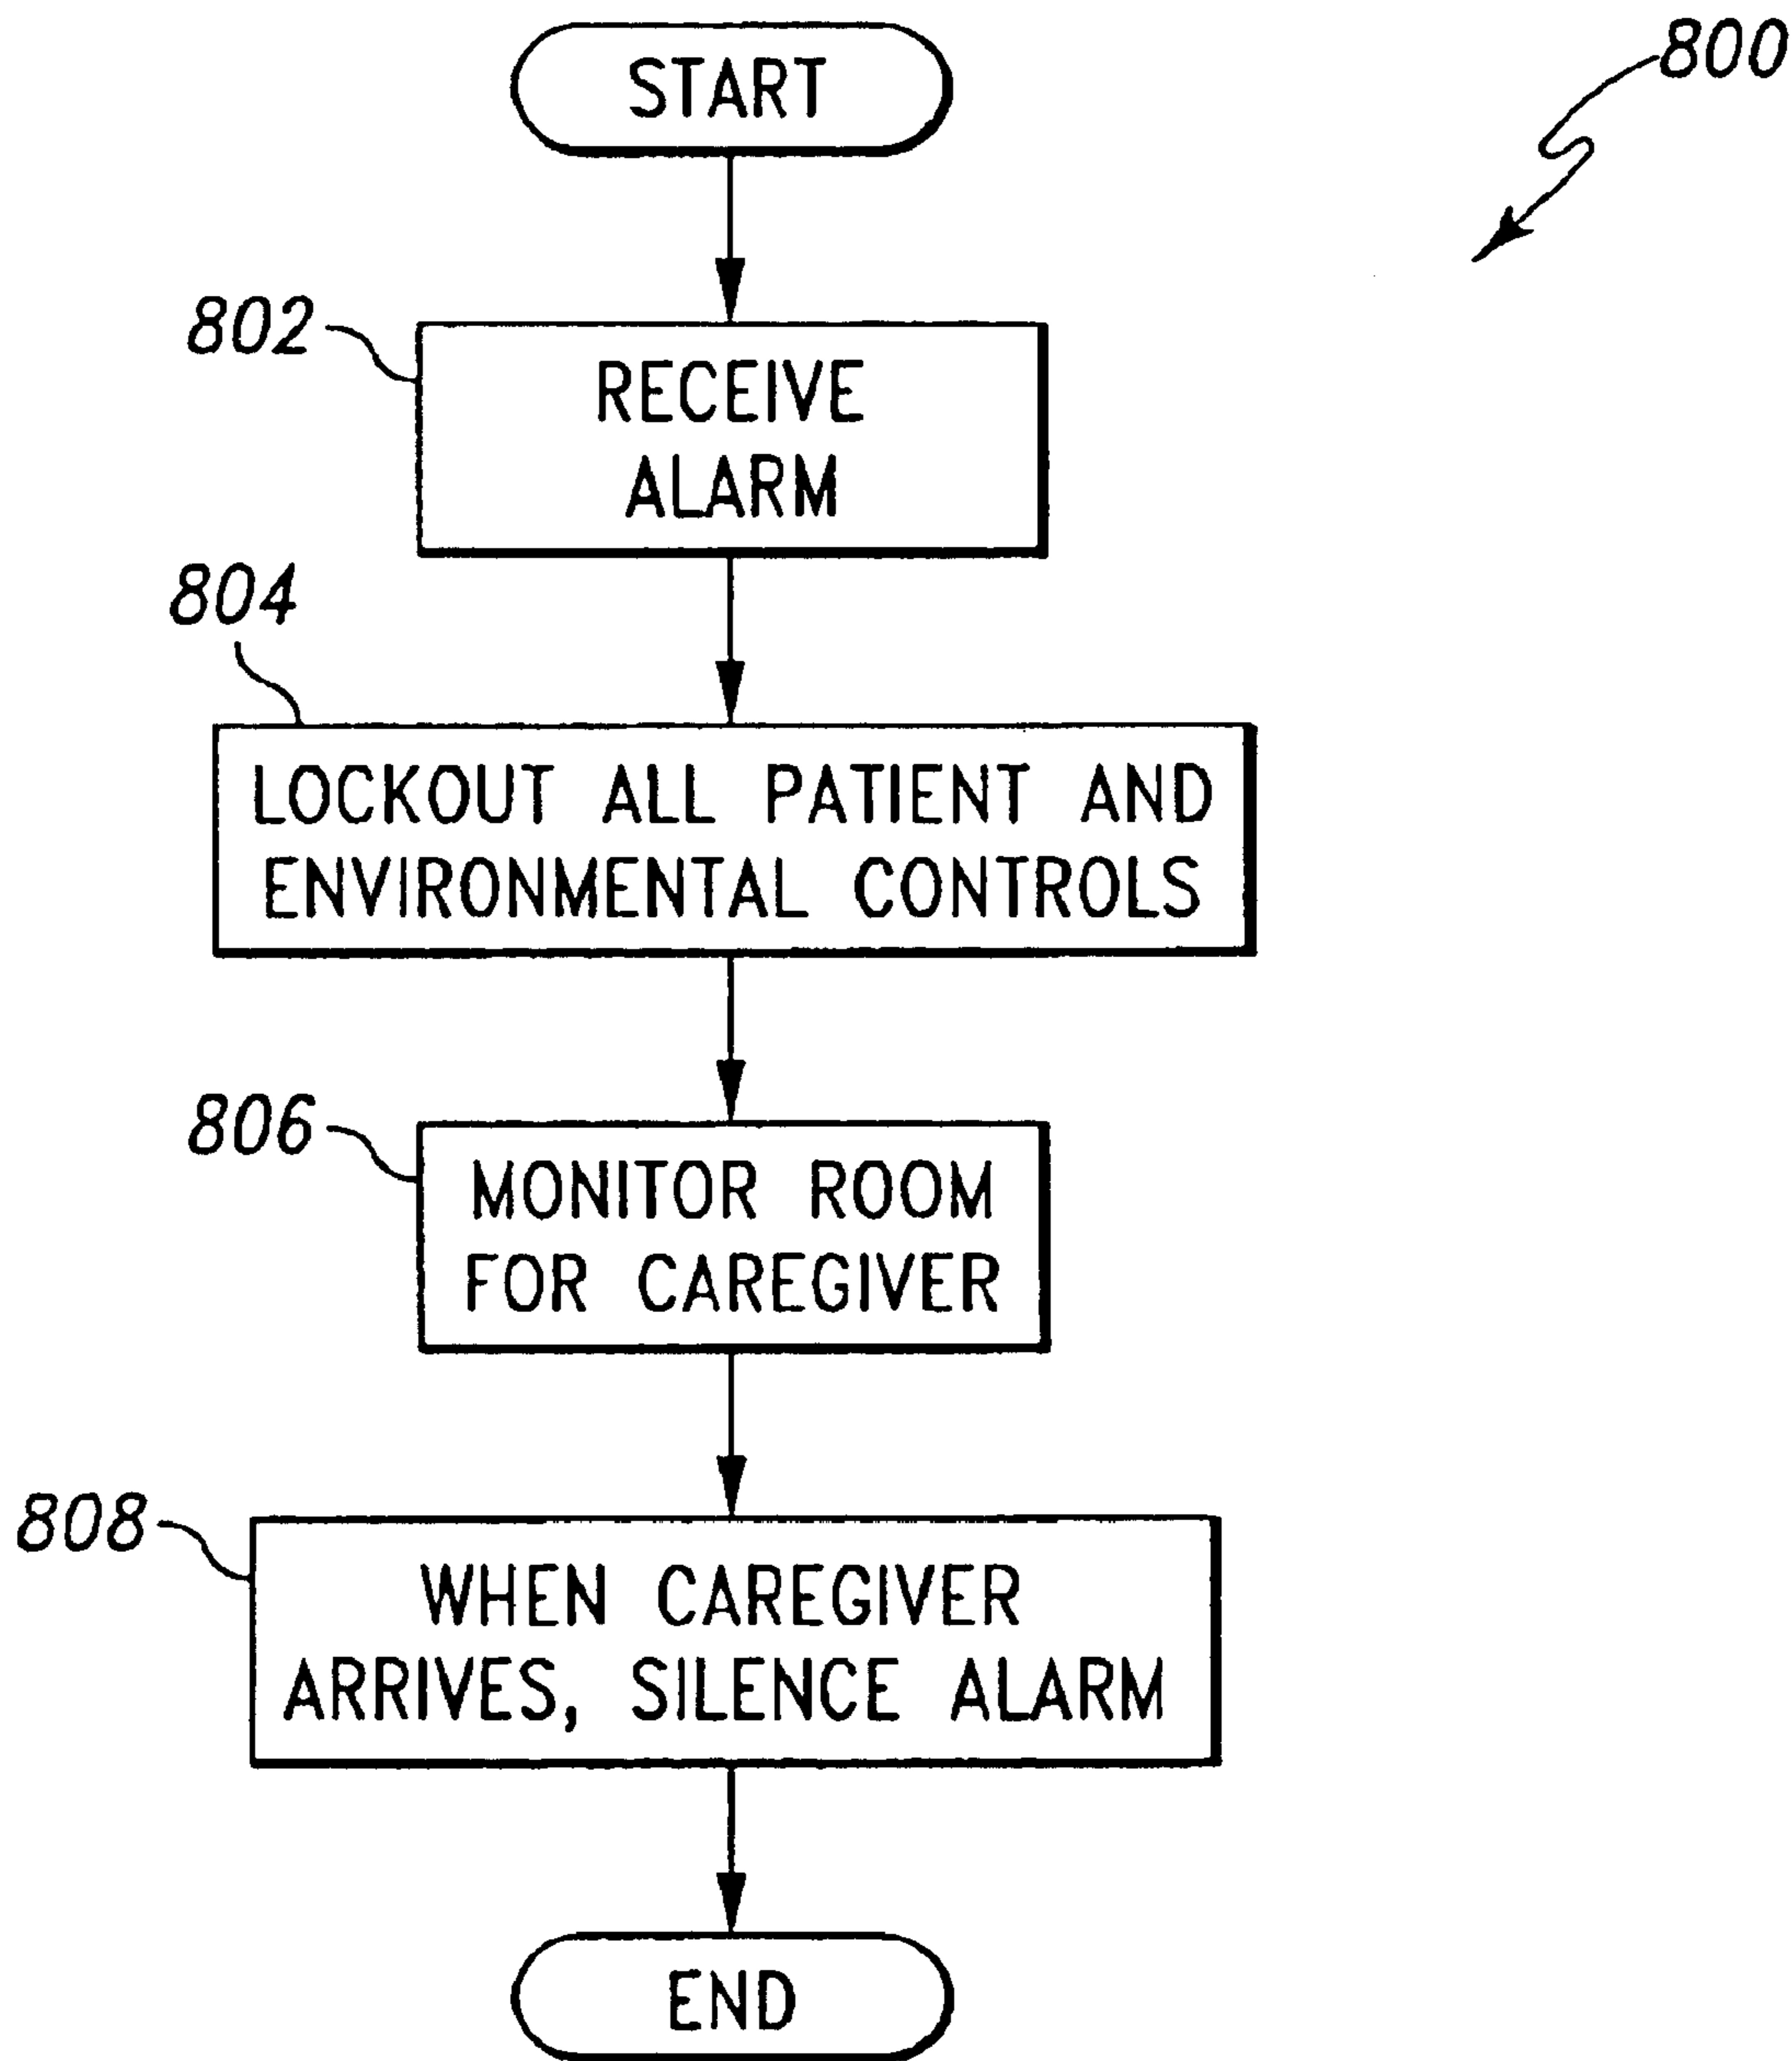 START
800
802
RECEIVE
ALARM
804
LOCKOUT ALL PATIENT AND
ENVIRONMENTAL CONTROLS
806
MONITOR ROOM
FOR CAREGIVER
808
WHEN CAREGIVER
ARRIVES, SILENCE ALARM
END